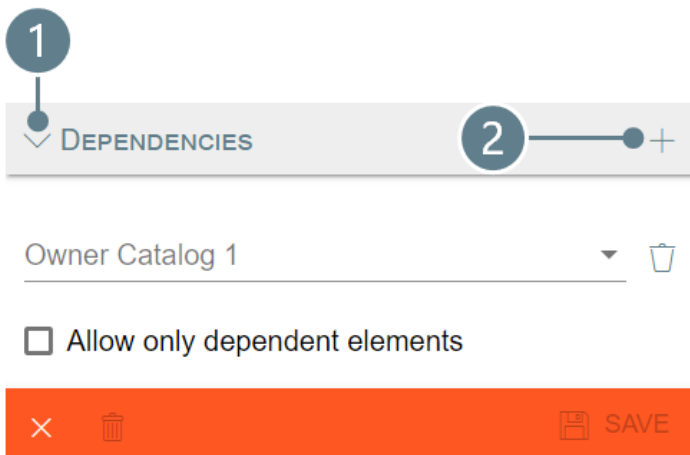 1
DEPENDENCIES
2
Owner Catalog 1
Allow only dependent elements
SAVE